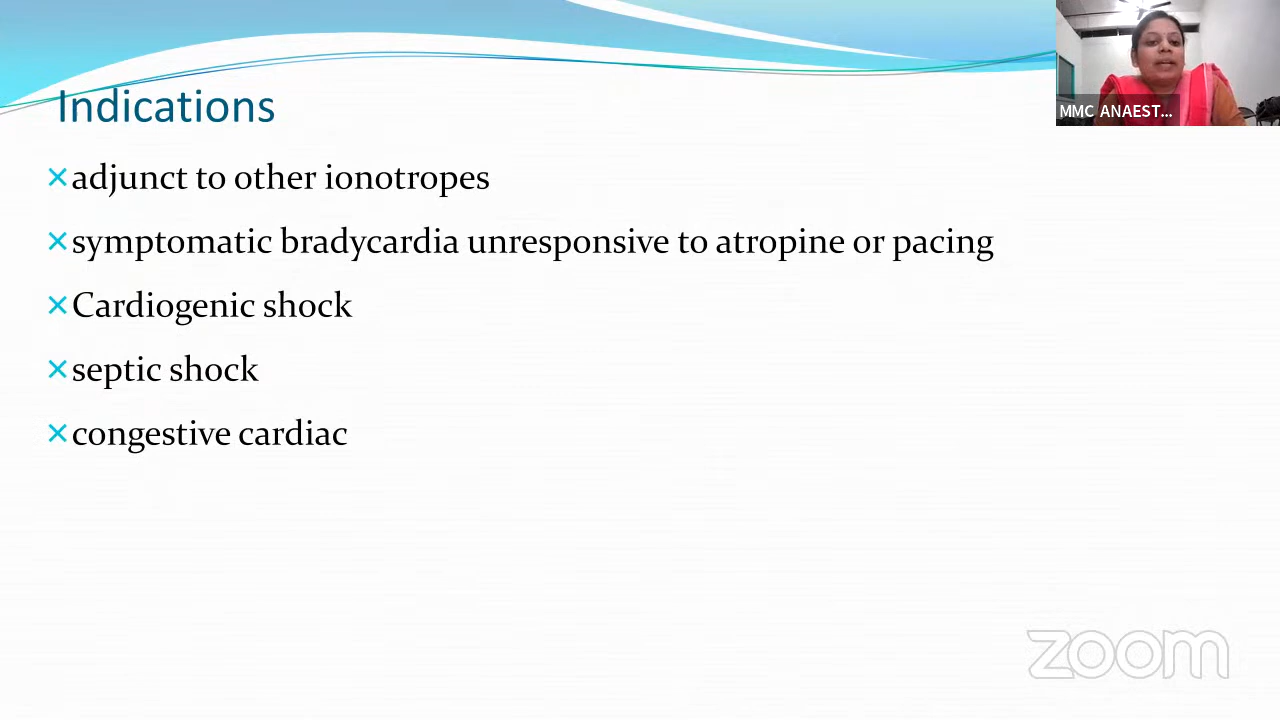 Indications
adjunct to other ionotropes
symptomatic bradycardia unresponsive to atropine or pacing
Cardiogenic shock
septic shock
congestive cardiac
MMC ANAEST...
zoom